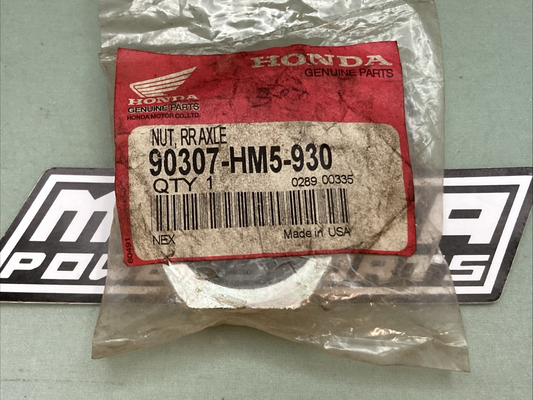 HONDA
GENUINE PARTS
HONDA
GENUINE PARTS
HONDA MOTOR CO., LTD.
NUT, RR AXLE
90307-HM5-930
QTY 1 0289 00335
NEX Made in USA